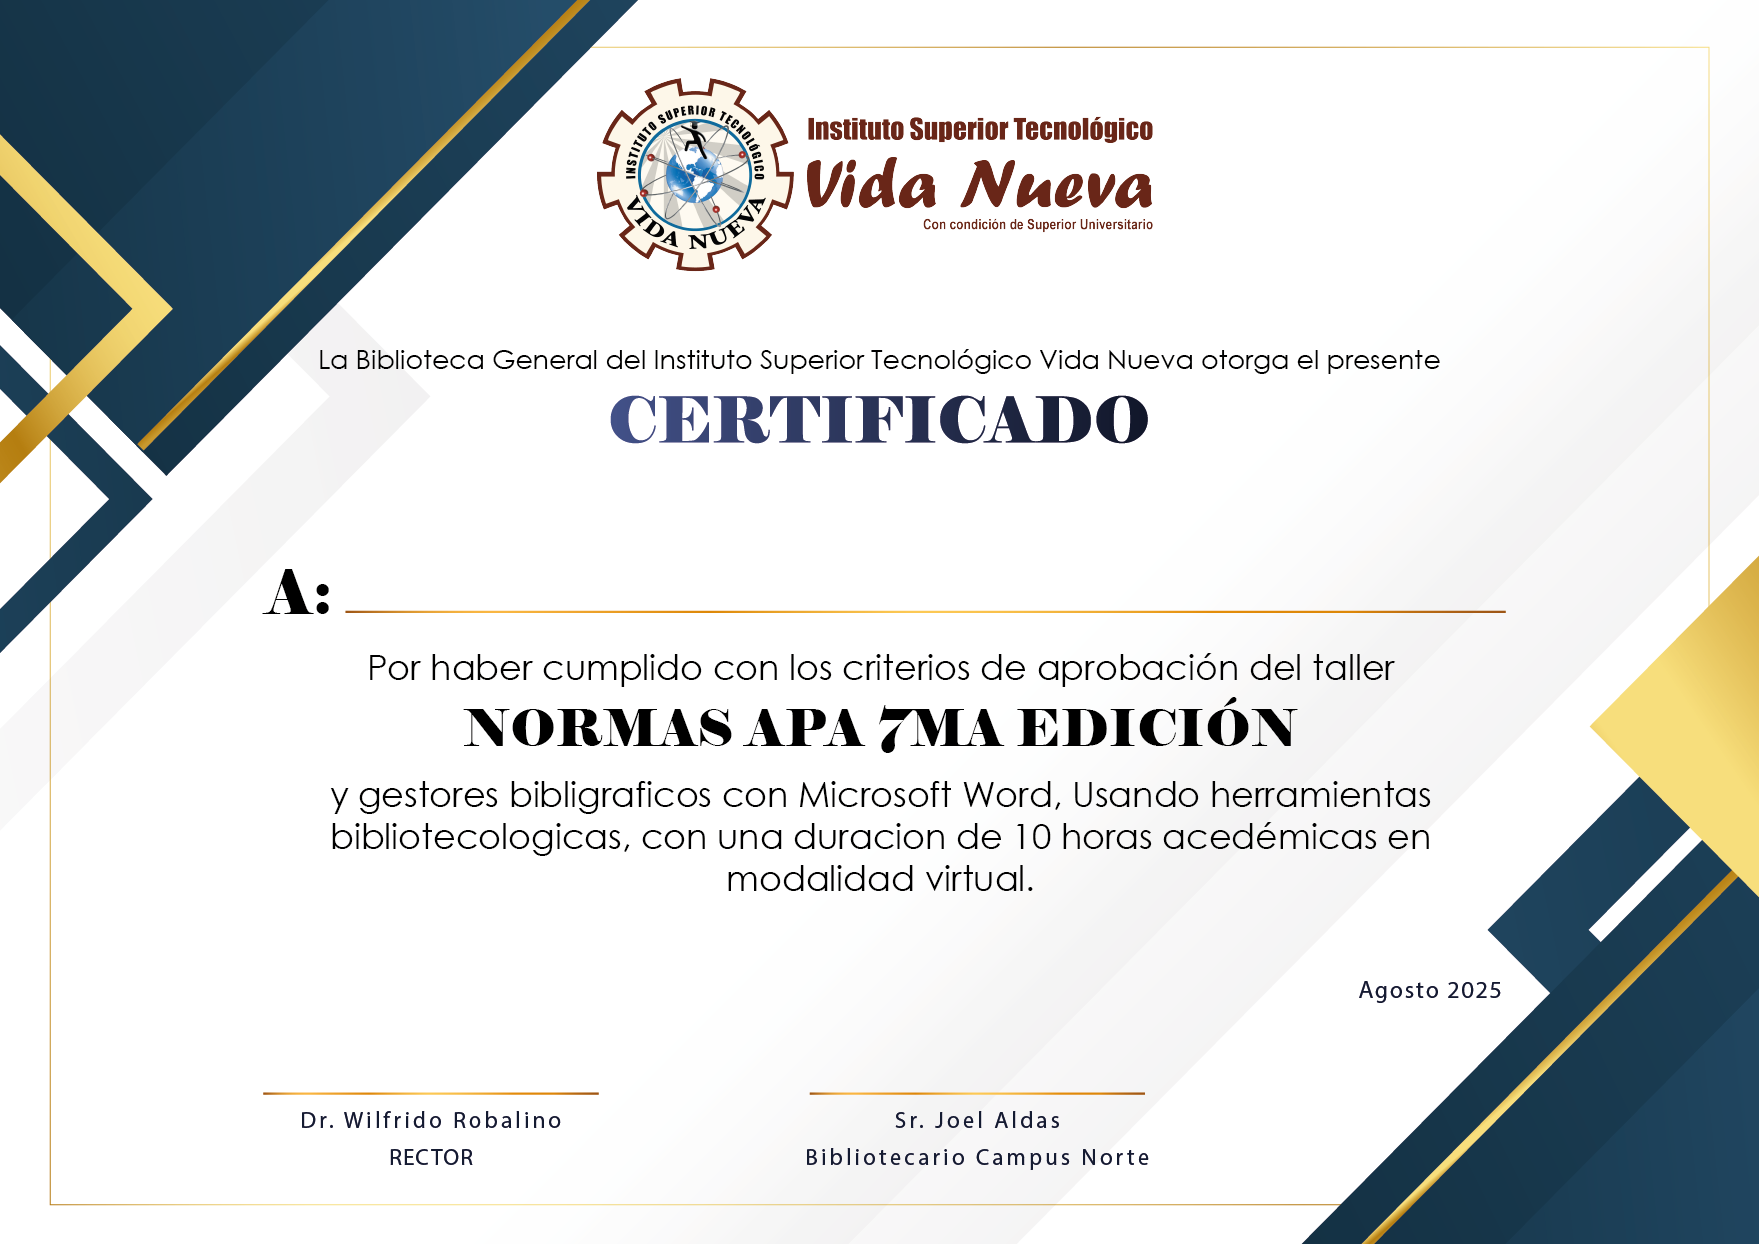 INSTITUTO SUPERIOR TECNOLÓGICO
VIDA NUEVA
Instituto Superior Tecnológico
Vida Nueva
Con condición de Superior Universitario
La Biblioteca General del Instituto Superior Tecnológico Vida Nueva otorga el presente
CERTIFICADO
A:
Por haber cumplido con los criterios de aprobación del taller
NORMAS APA 7MA EDICIÓN
y gestores bibligraficos con Microsoft Word, Usando herramientas
bibliotecologicas, con una duracion de 10 horas acedémicas en
modalidad virtual.
Agosto 2025
Dr. Wilfrido Robalino
RECTOR
Sr. Joel Aldas
Bibliotecario Campus Norte